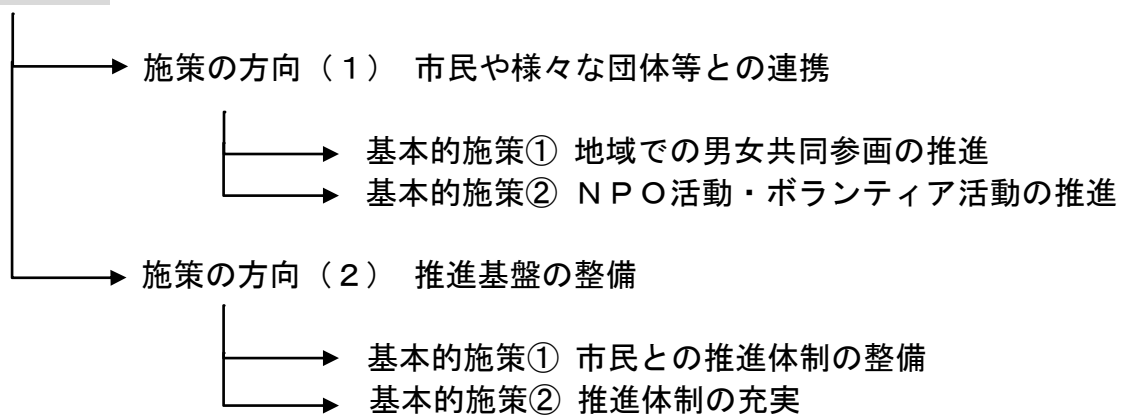 施策の方向（１） 市民や様々な団体等との連携
基本的施策① 地域での男女共同参画の推進
基本的施策② ＮＰＯ活動・ボランティア活動の推進
施策の方向（２） 推進基盤の整備
基本的施策① 市民との推進体制の整備
基本的施策② 推進体制の充実